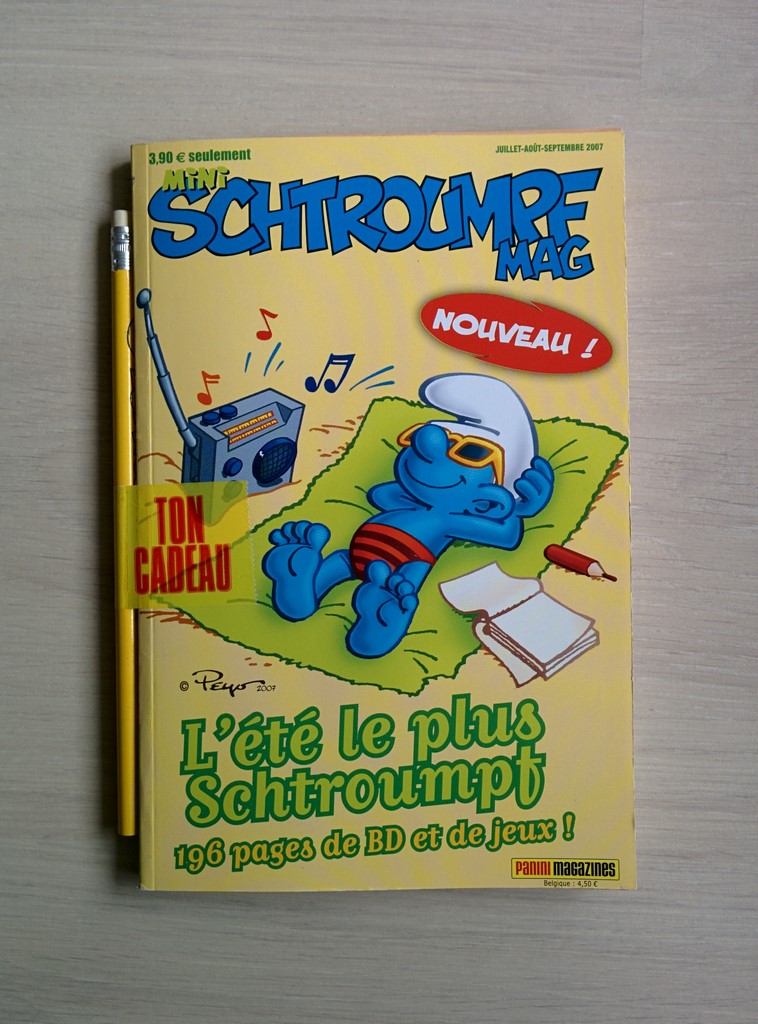 3,90 € seulement
JUILLET-AOÛT-SEPTEMBRE 2007
MiNi
SCHTROUMPF
MAG
NOUVEAU !
TON
CADEAU
© Peyo 2007
L'été le plus
Schtroumpf
196 pages de BD et de jeux !
PANINI MAGAZINES
Belgique : 4,50 €